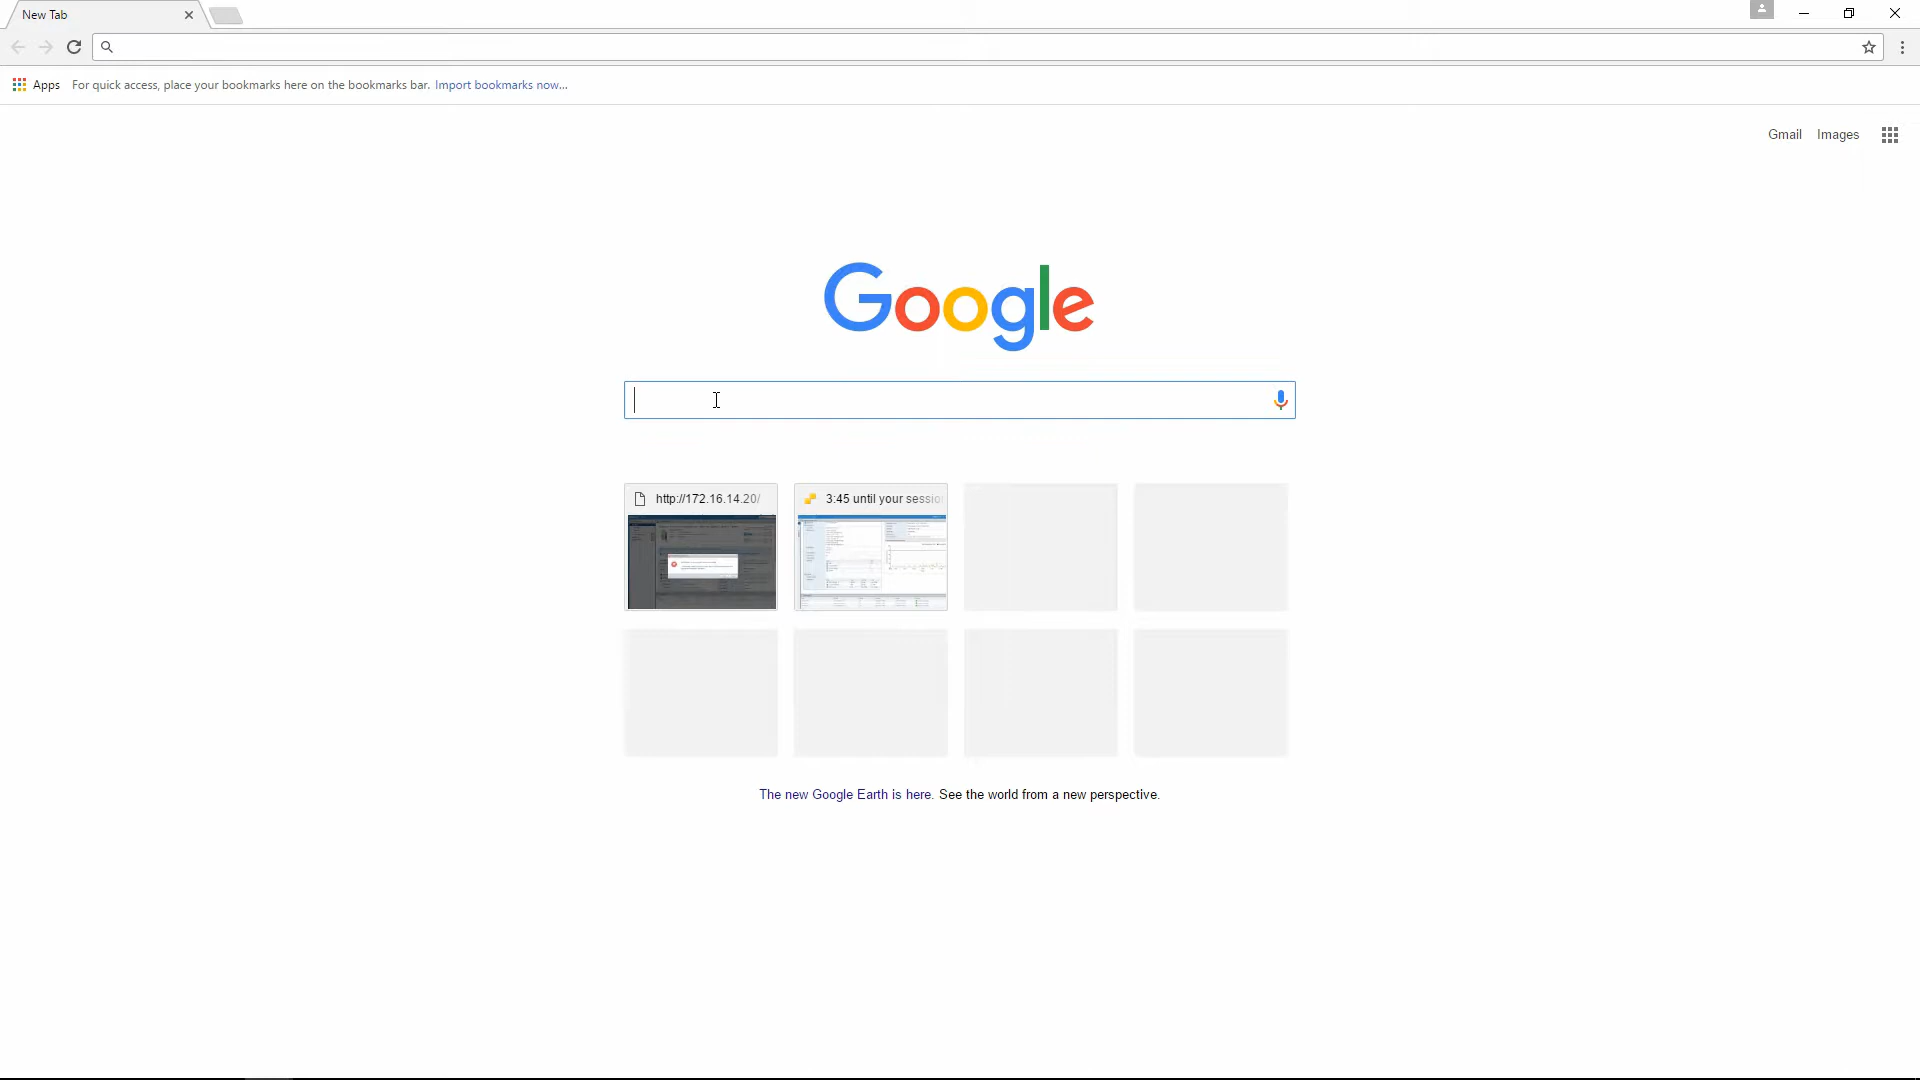 New Tab
Apps For quick access, place your bookmarks here on the bookmarks bar. Import bookmarks now...
Gmail Images
Google
http://172.16.14.20/
3:45 until your sessio
The new Google Earth is here. See the world from a new perspective.